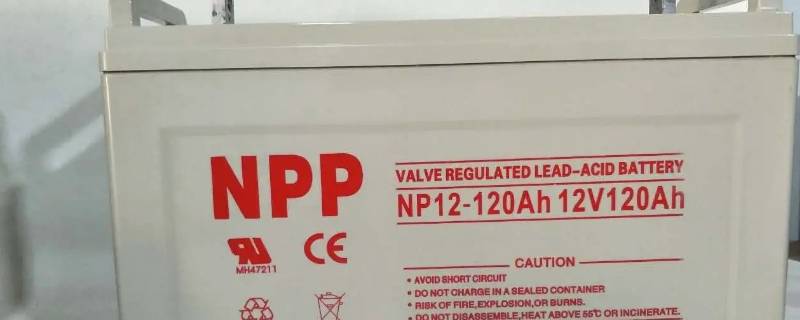 NPP
VALVE REGULATED LEAD-ACID BATTERY
NP12-120Ah 12V120Ah
MH47211
CE
CAUTION
• AVOID SHORT CIRCUIT
• DO NOT CHARGE IN A SEALED CONTAINER
• RISK OF FIRE,EXPLOSION,OR BURNS.
• DO NOT DISASSEMBLE,HEAT ABOVE 55°C OR INCINERATE.